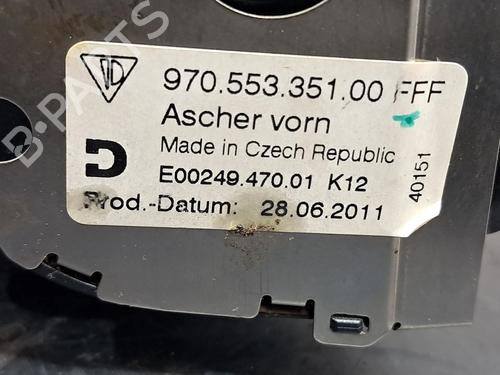 970.553.351.00 FFF
Ascher vorn
Made in Czech Republic
E00249.470.01 K12
Prod.-Datum: 28.06.2011
40151
B-PARTS